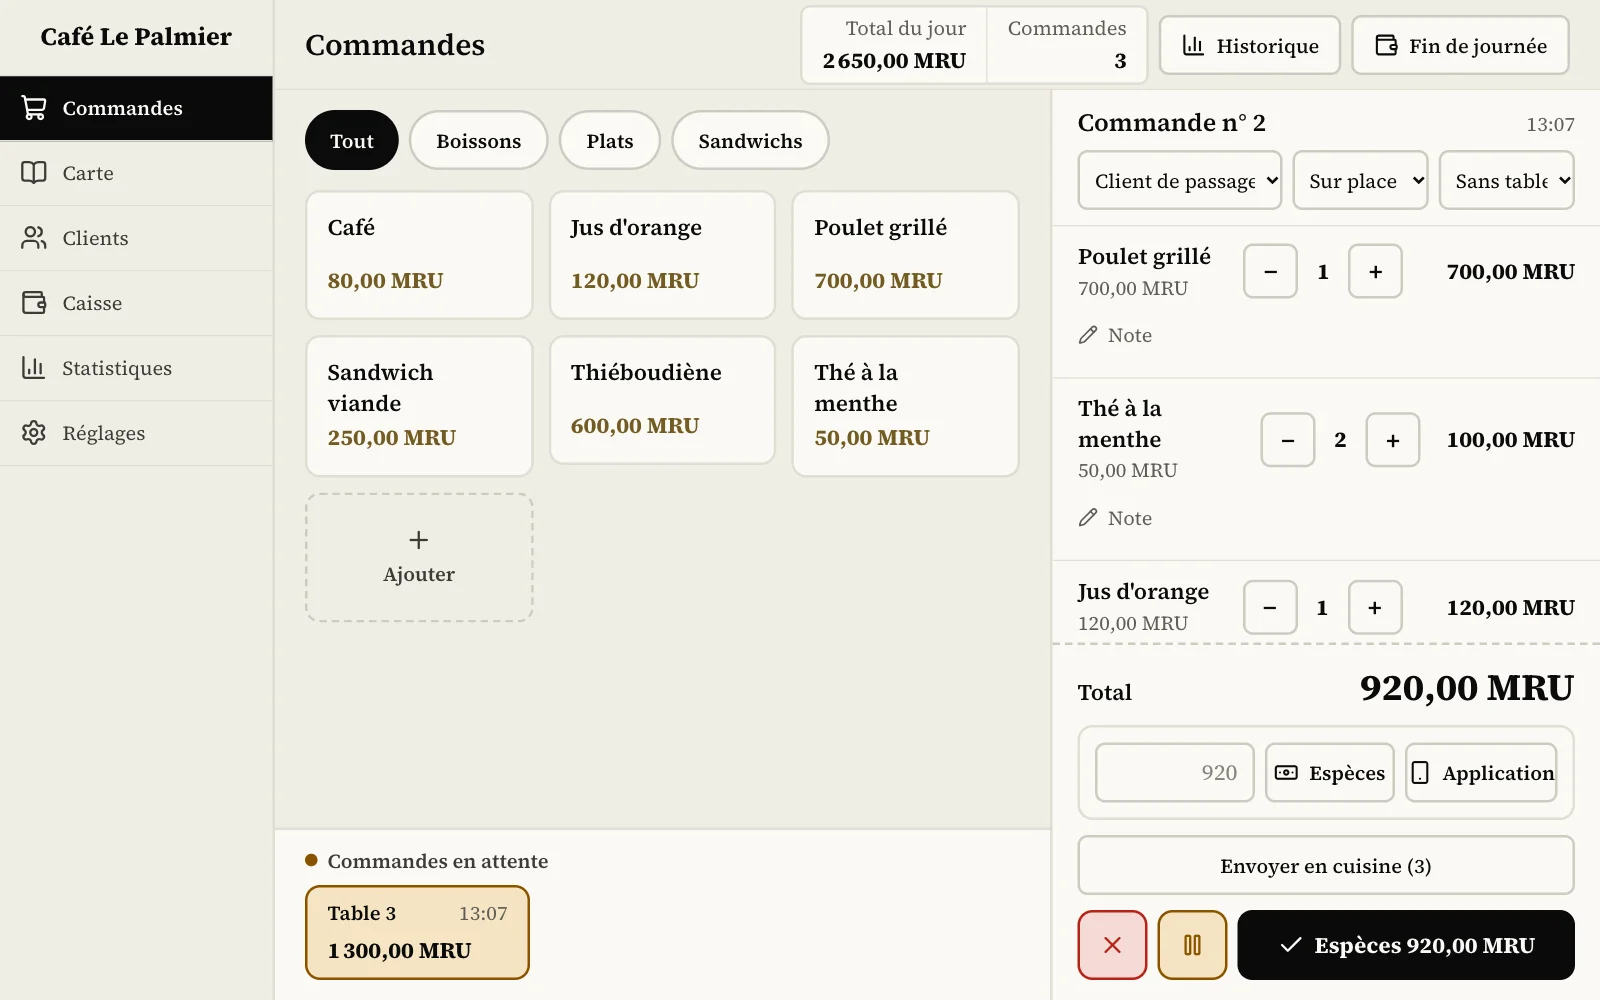 Café Le Palmier
Commandes
Carte
Clients
Caisse
Statistiques
Réglages
Commandes
Total du jour
2 650,00 MRU
Commandes
3
Historique
Fin de journée
Tout
Boissons
Plats
Sandwichs
Café
80,00 MRU
Jus d'orange
120,00 MRU
Poulet grillé
700,00 MRU
Sandwich
viande
250,00 MRU
Thiéboudiène
600,00 MRU
Thé à la
menthe
50,00 MRU
+
Ajouter
Commandes en attente
Table 3 13:07
1 300,00 MRU
Commande n° 2 13:07
Client de passage
Sur place
Sans table
Poulet grillé
700,00 MRU
− 1 + 700,00 MRU
Note
Thé à la
menthe
50,00 MRU
− 2 + 100,00 MRU
Note
Jus d'orange
120,00 MRU
− 1 + 120,00 MRU
Total 920,00 MRU
920
Espèces
Application
Envoyer en cuisine (3)
Espèces 920,00 MRU